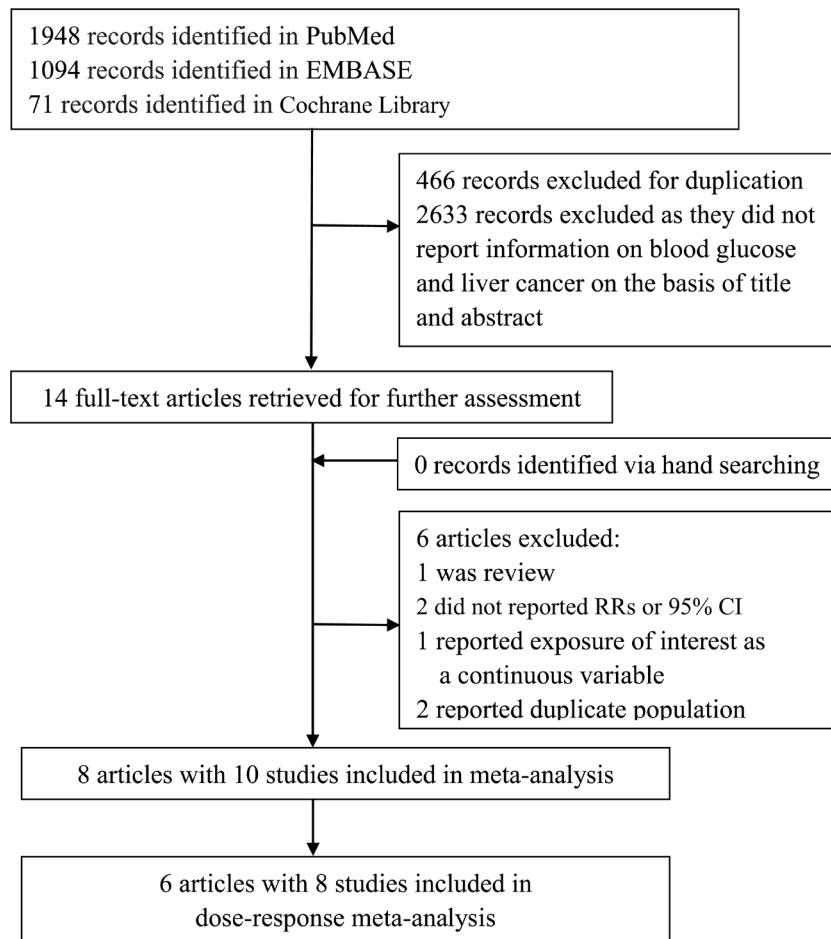 1948 records identified in PubMed
1094 records identified in EMBASE
71 records identified in Cochrane Library
466 records excluded for duplication
2633 records excluded as they did not
report information on blood glucose
and liver cancer on the basis of title
and abstract
14 full-text articles retrieved for further assessment
0 records identified via hand searching
6 articles excluded:
1 was review
2 did not reported RRs or 95% CI
1 reported exposure of interest as
a continuous variable
2 reported duplicate population
8 articles with 10 studies included in meta-analysis
6 articles with 8 studies included in
dose-response meta-analysis